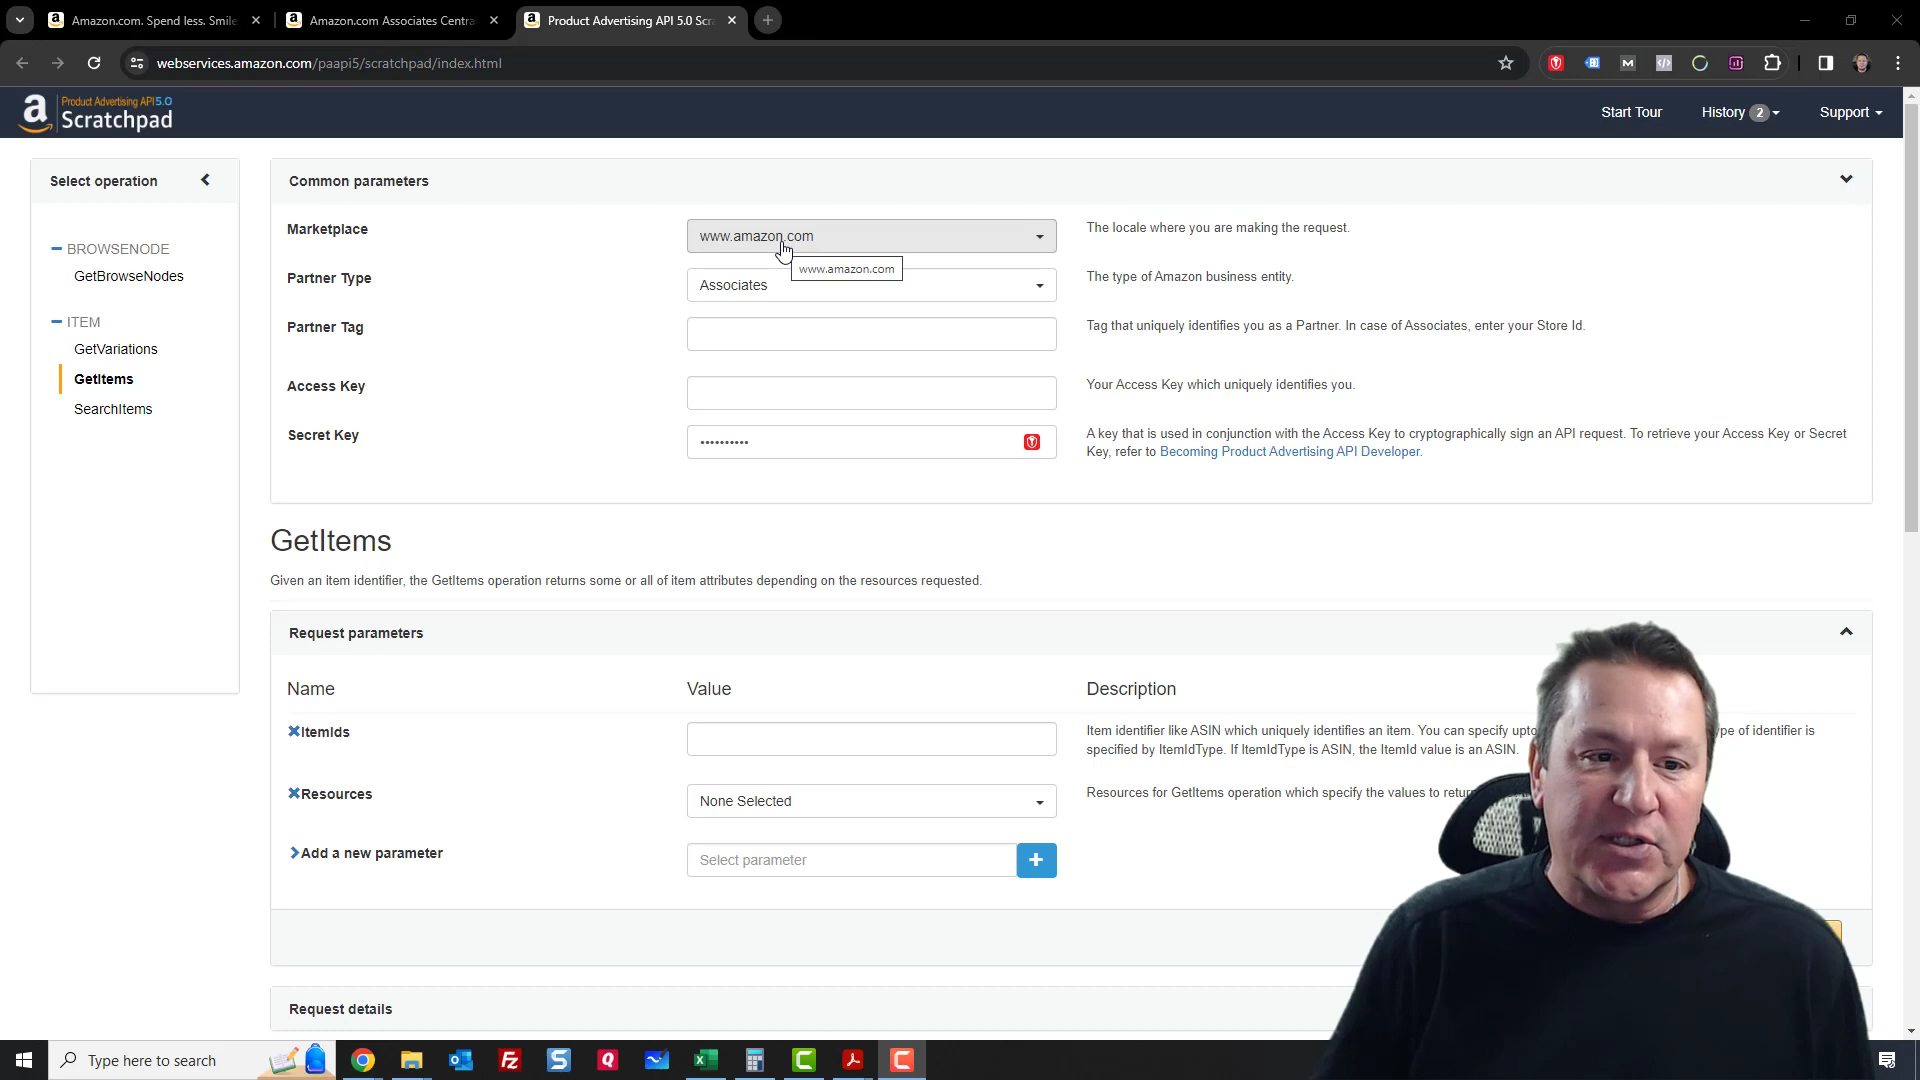 Amazon.com. Spend less. Smile
Amazon.com Associates Central
Product Advertising API 5.0 Scr
webservices.amazon.com/paapi5/scratchpad/index.html
Product Advertising API 5.0
Scratchpad
Start Tour
History 2
Support
Select operation
BROWSENODE
GetBrowseNodes
ITEM
GetVariations
GetItems
SearchItems
Common parameters
Marketplace
www.amazon.com
The locale where you are making the request.
www.amazon.com
Partner Type
Associates
The type of Amazon business entity.
Partner Tag
Tag that uniquely identifies you as a Partner. In case of Associates, enter your Store Id.
Access Key
Your Access Key which uniquely identifies you.
Secret Key
••••••••••
A key that is used in conjunction with the Access Key to cryptographically sign an API request. To retrieve your Access Key or Secret
Key, refer to Becoming Product Advertising API Developer.
GetItems
Given an item identifier, the GetItems operation returns some or all of item attributes depending on the resources requested.
Request parameters
Name
Value
Description
ItemIds
Item identifier like ASIN which uniquely identifies an item. You can specify upto
pe of identifier is
specified by ItemIdType. If ItemIdType is ASIN, the ItemId value is an ASIN.
Resources
None Selected
Resources for GetItems operation which specify the values to retur
Add a new parameter
Select parameter
Request details
Type here to search